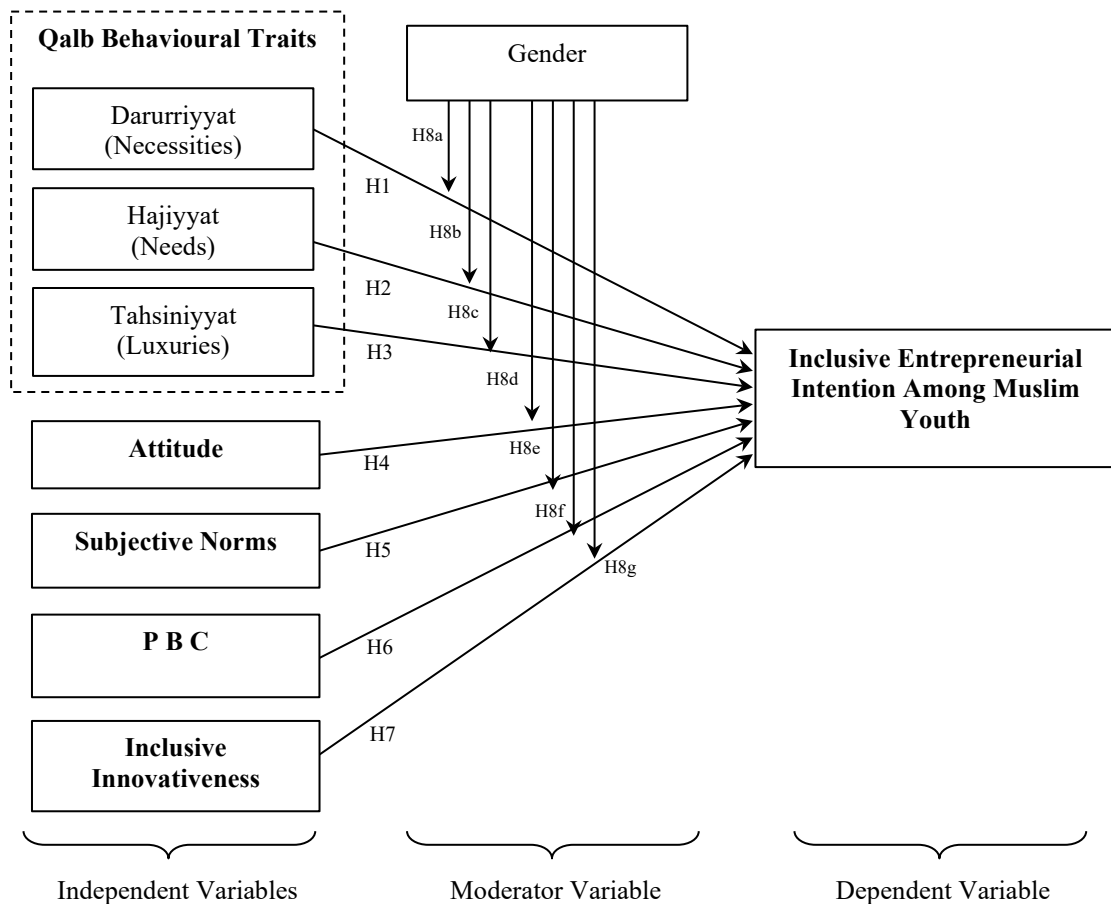 Qalb Behavioural Traits
Darurriyyat
(Necessities)
Hajiyyat
(Needs)
Tahsiniyyat
(Luxuries)
Attitude
Subjective Norms
P B C
Inclusive
Innovativeness
Gender
H8a
H1
H8b
H2
H8c
H3
H8d
H8e
H4
H8f
H5
H8g
H6
H7
Inclusive Entrepreneurial
Intention Among Muslim
Youth
Independent Variables
Moderator Variable
Dependent Variable